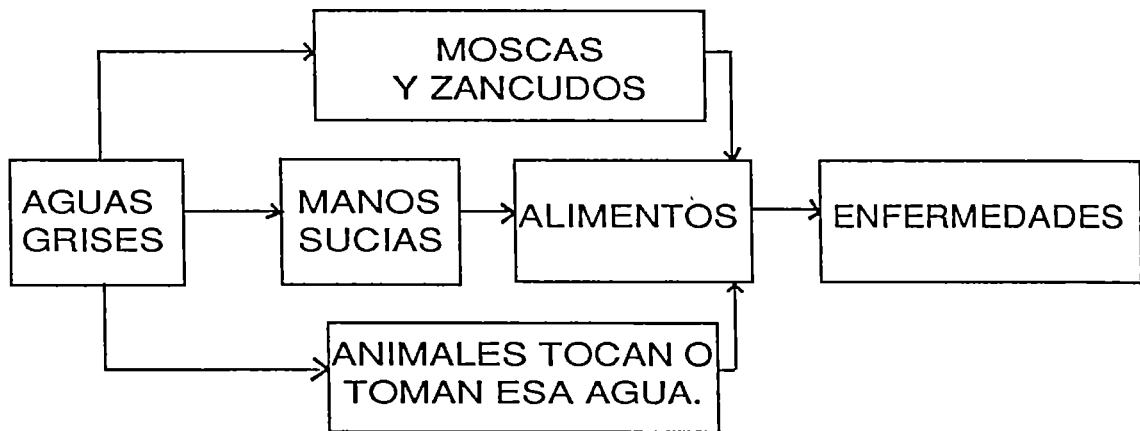 MOSCAS
Y ZANCUDOS
AGUAS
GRISES
MANOS
SUCIAS
ALIMENTOS
ENFERMEDADES
ANIMALES TOCAN O
TOMAN ESA AGUA.